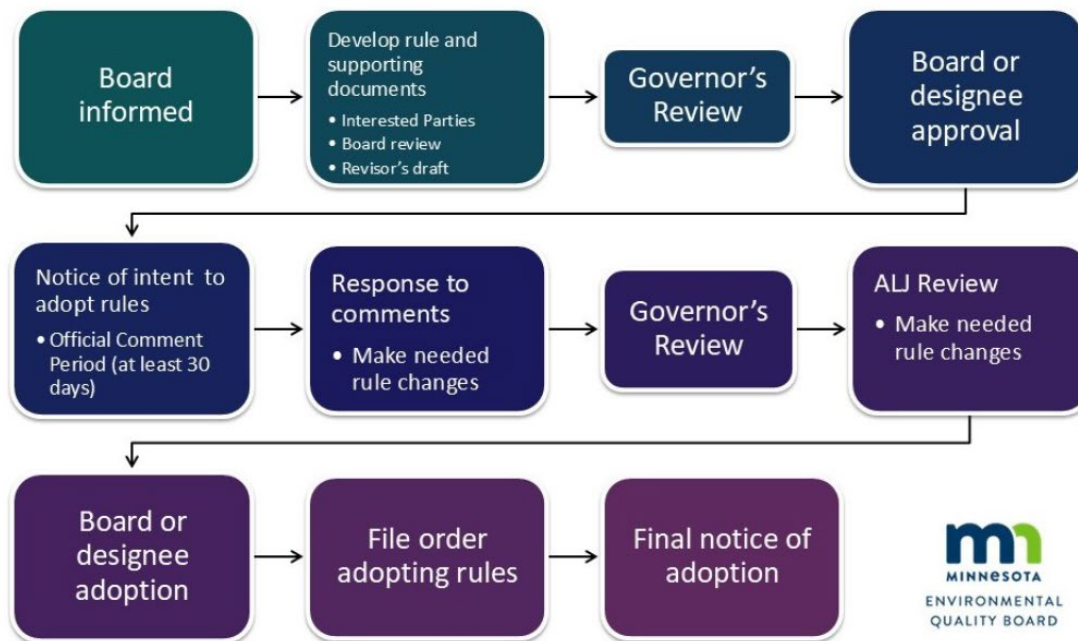 Board
informed
Develop rule and
supporting
documents
• Interested Parties
• Board review
• Revisor's draft
Governor's
Review
Board or
designee
approval
Notice of intent to
adopt rules
• Official Comment
Period (at least 30
days)
Response to
comments
• Make needed
rule changes
Governor's
Review
ALJ Review
• Make needed
rule changes
Board or
designee
adoption
File order
adopting rules
Final notice of
adoption
mn
MINNESOTA
ENVIRONMENTAL
QUALITY BOARD